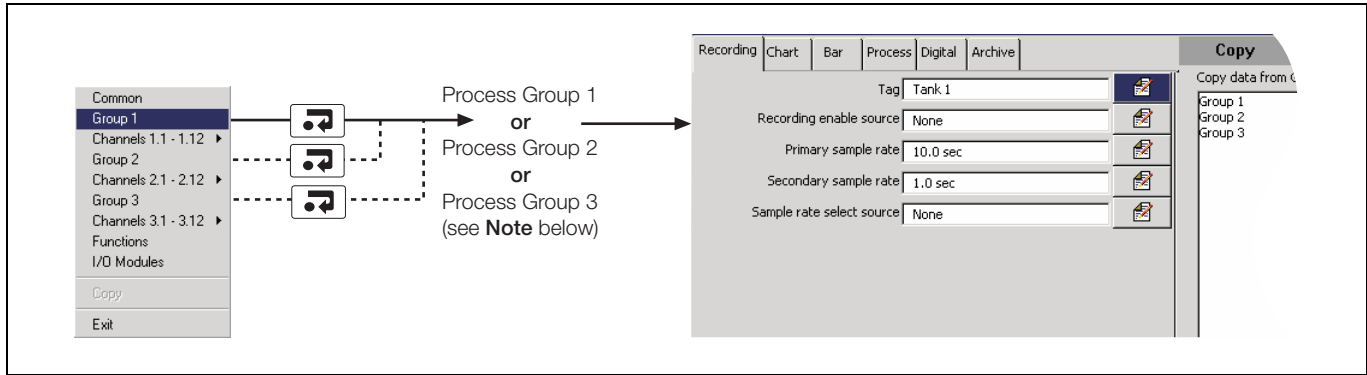 Common
Group 1
Channels 1.1 - 1.12
Group 2
Channels 2.1 - 2.12
Group 3
Channels 3.1 - 3.12
Functions
I/O Modules
Copy
Exit
Process Group 1
or
Process Group 2
or
Process Group 3
(see Note below)
Recording Chart Bar Process Digital Archive
Tag Tank 1
Recording enable source None
Primary sample rate 10.0 sec
Secondary sample rate 1.0 sec
Sample rate select source None
Copy
Copy data from
Group 1
Group 2
Group 3